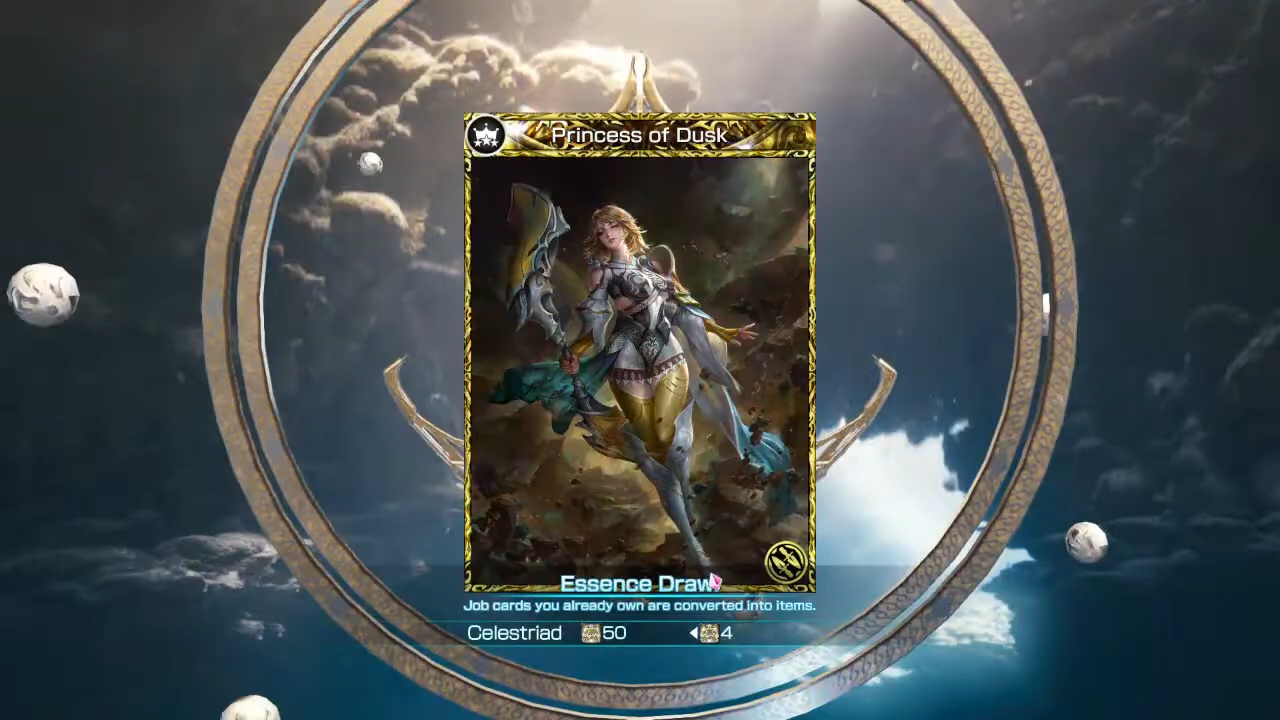 Princess of Dusk
Essence Draw
Job cards you already own are converted into items.
Celestriad 50 4